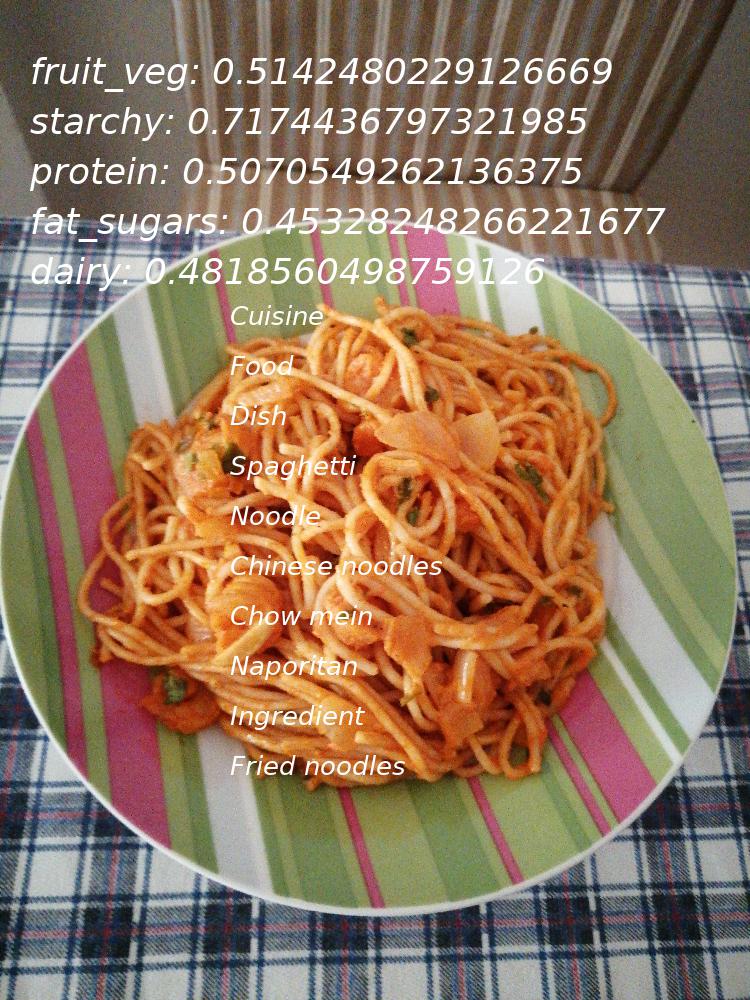 fruit_veg: 0.5142480229126669
starchy: 0.7174436797321985
protein: 0.5070549262136375
fat_sugars: 0.45328248266221677
dairy: 0.4818560498759126
Cuisine
Food
Dish
Spaghetti
Noodle
Chinese noodles
Chow mein
Naporitan
Ingredient
Fried noodles